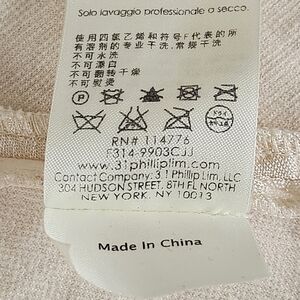 Solo lavaggio professionale a secco.
使用四氯乙烯和符号F代表的所
有溶剂的专业干洗,常规干洗
不可水洗
不可漂白
不可翻转干燥
不可熨烫
P
ドライ
RN# 114776
F314-9903CJJ
www.31philliplim.com
Contact Company: 3.1 Phillip Lim, LLC
304 HUDSON STREET, 8TH FL NORTH
NEW YORK, NY 10013
Made in China